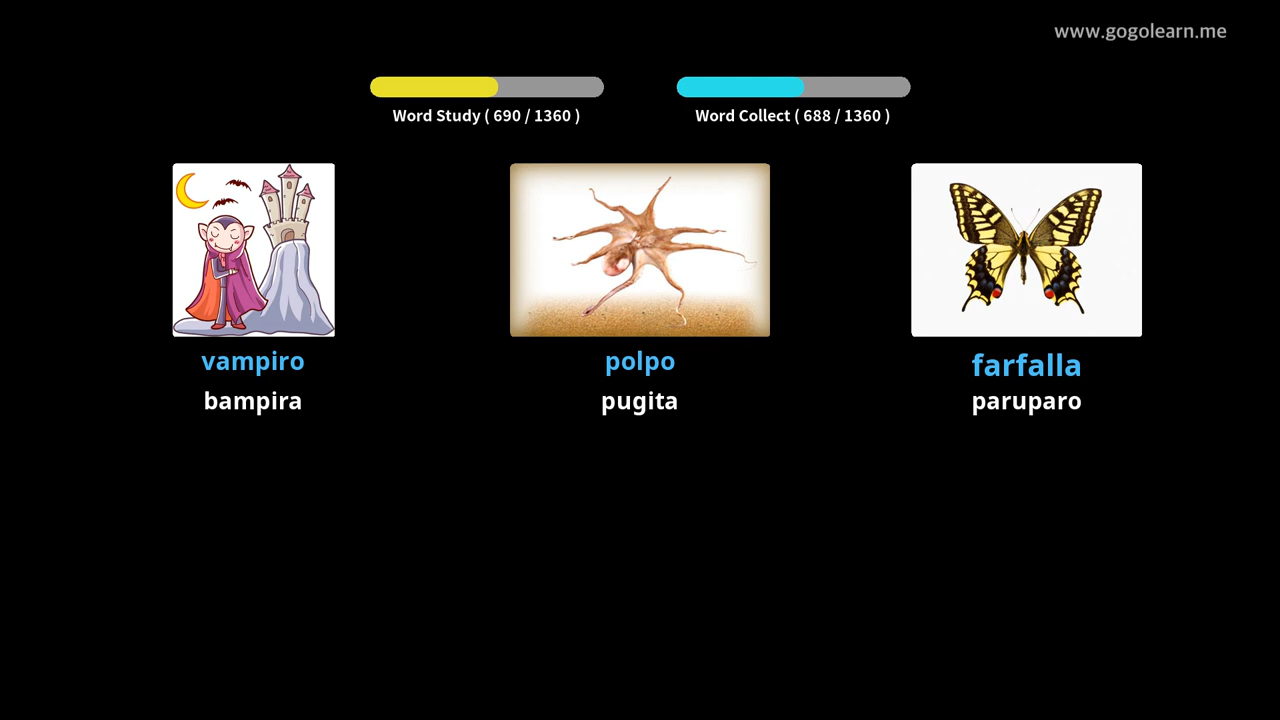 www.gogolearn.me
Word Study ( 690 / 1360 )
Word Collect ( 688 / 1360 )
vampiro
bampira
polpo
pugita
farfalla
paruparo